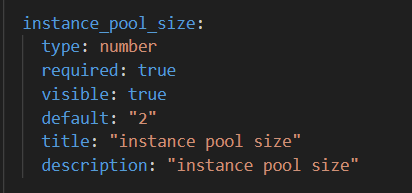 instance_pool_size:
  type: number
  required: true
  visible: true
  default: "2"
  title: "instance pool size"
  description: "instance pool size"